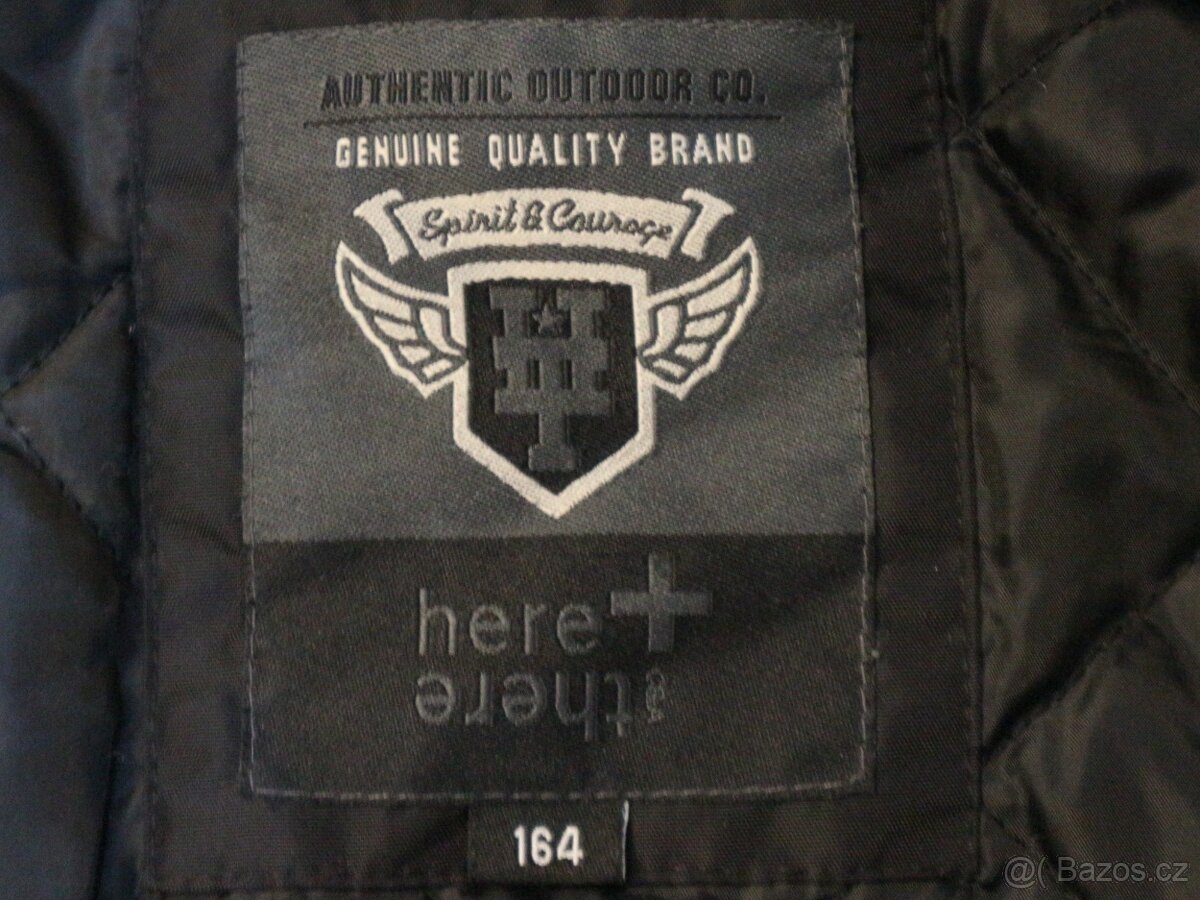 AUTHENTIC OUTDOOR CO.
GENUINE QUALITY BRAND
Spirit & Courage
here+
there
164
@( Bazos.cz